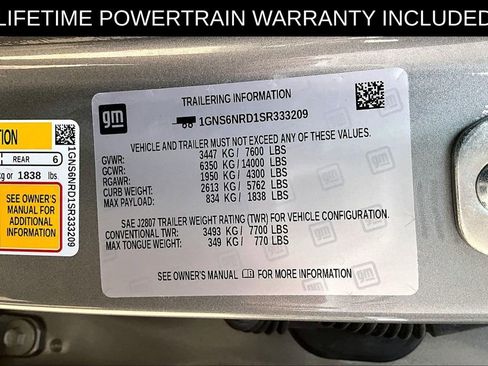 LIFETIME POWERTRAIN WARRANTY INCLUDED
TRAILERING INFORMATION
gm
1GNS6NRD1SR333209
VEHICLE AND TRAILER MUST NOT EXCEED ANY OF THESE VALUES.
GVWR: 3447 KG / 7600 LBS
GCWR: 6350 KG / 14000 LBS
RGAWR: 1950 KG / 4300 LBS
CURB WEIGHT: 2613 KG / 5762 LBS
MAX PAYLOAD: 834 KG / 1838 LBS
SAE J2807 TRAILER WEIGHT RATING (TWR) FOR VEHICLE CONFIGURATION.
CONVENTIONAL TWR: 3493 KG / 7700 LBS
MAX TONGUE WEIGHT: 349 KG / 770 LBS
SEE OWNER'S MANUAL FOR MORE INFORMATION
REAR 6
kg or 1838 lbs
SEE OWNER'S
MANUAL FOR
ADDITIONAL
INFORMATION
1GNS6NRD1SR333209